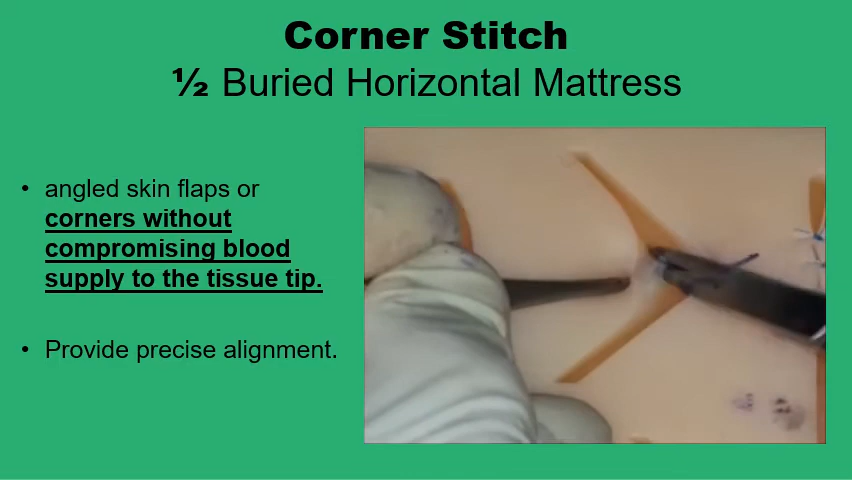 Corner Stitch
½ Buried Horizontal Mattress
• angled skin flaps or
corners without
compromising blood
supply to the tissue tip.
• Provide precise alignment.